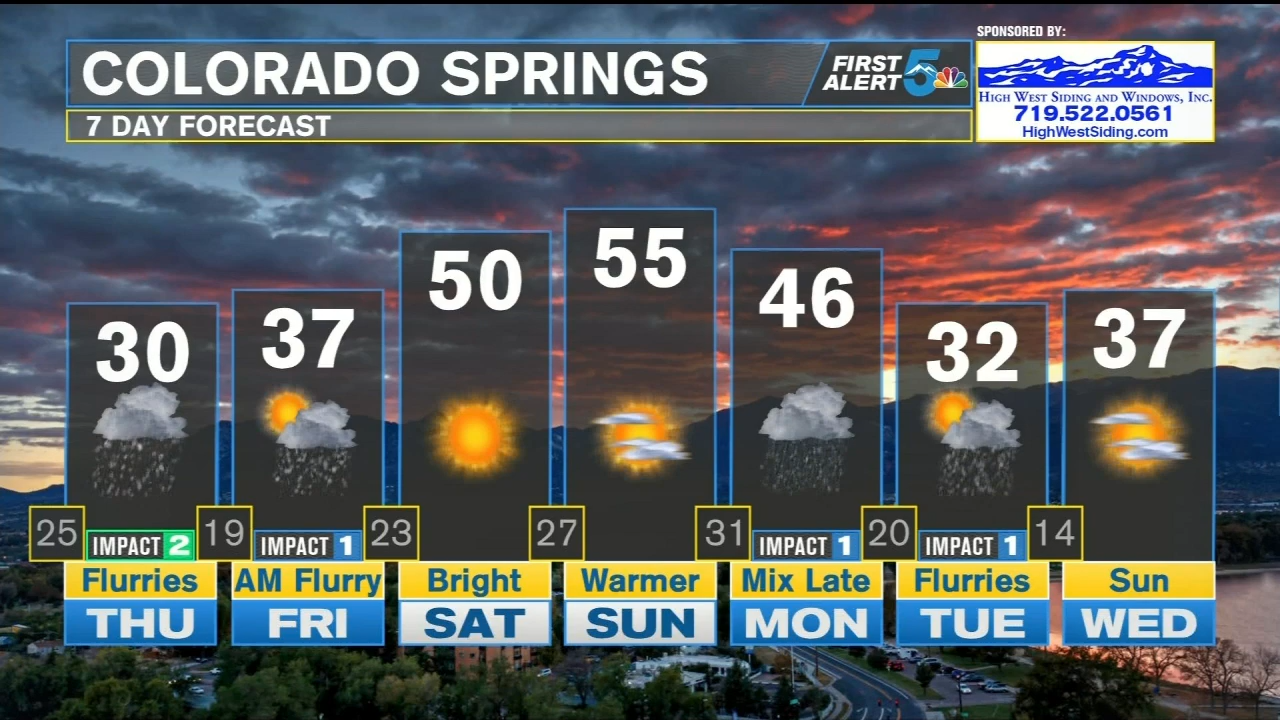 SPONSORED BY:
COLORADO SPRINGS
FIRST ALERT 5
HIGH WEST SIDING AND WINDOWS, INC.
719.522.0561
HighWestSiding.com
7 DAY FORECAST
30 37 50 55 46 32 37
25 19 23 27 31 20 14
IMPACT 2 IMPACT 1 IMPACT 1 IMPACT 1
Flurries AM Flurry Bright Warmer Mix Late Flurries Sun
THU FRI SAT SUN MON TUE WED